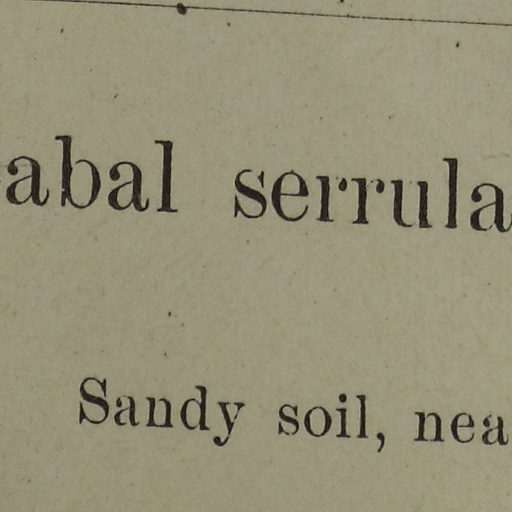 abal serrula
Sandy soil, nea